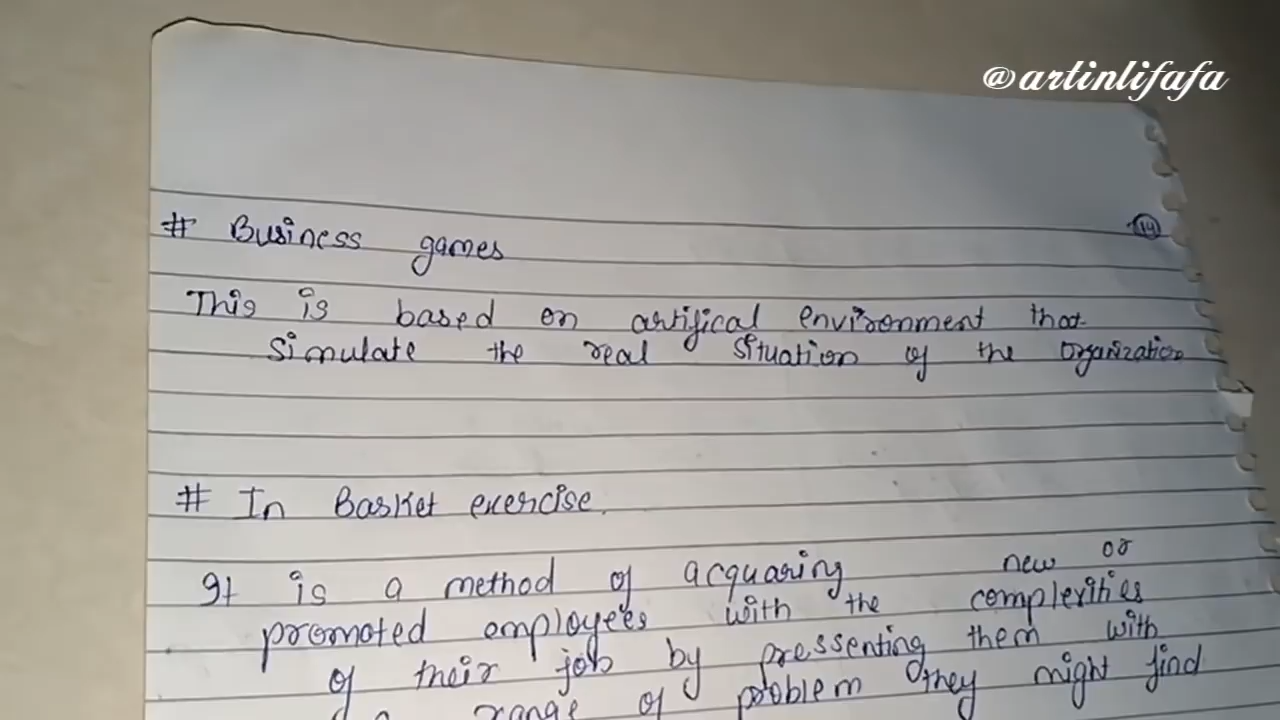 @artinlifafa
# Business games
14
This is based on artifical environment that
simulate the real situation of the organization
# In Basket exercise.
It is a method of acquaring new or
promoted employees with the complexities
of their job by pressenting them with
a range of problem they might find